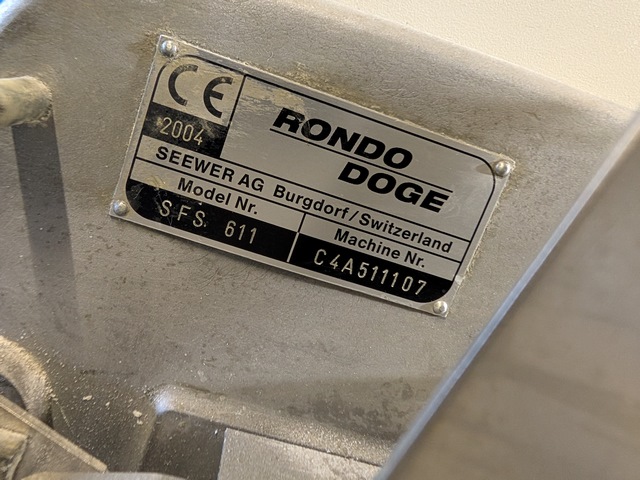 CE
2004
RONDO
DOGE
SEEWER AG Burgdorf/Switzerland
Model Nr.
Machine Nr.
SFS 611
C4A511107